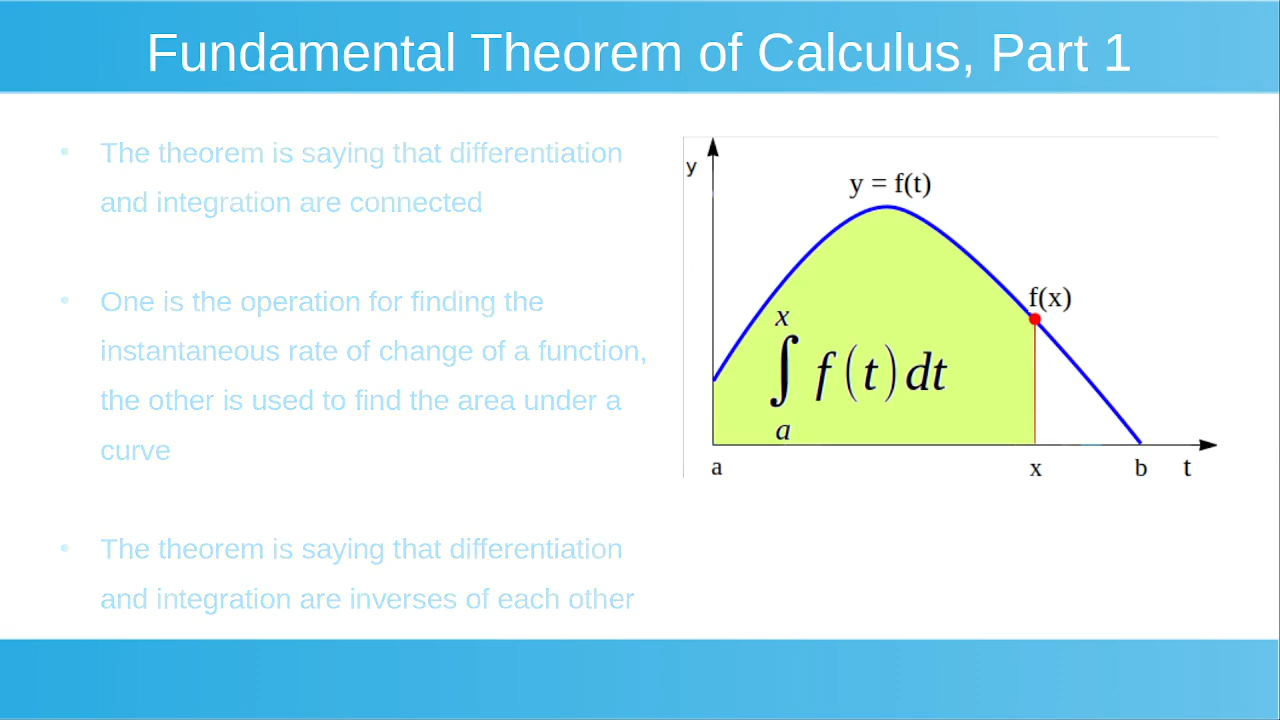 Fundamental Theorem of Calculus, Part 1
• The theorem is saying that differentiation
and integration are connected
• One is the operation for finding the
instantaneous rate of change of a function,
the other is used to find the area under a
curve
• The theorem is saying that differentiation
and integration are inverses of each other
y
y = f(t)
f(x)
x
∫ f(t)dt
a
a x b t